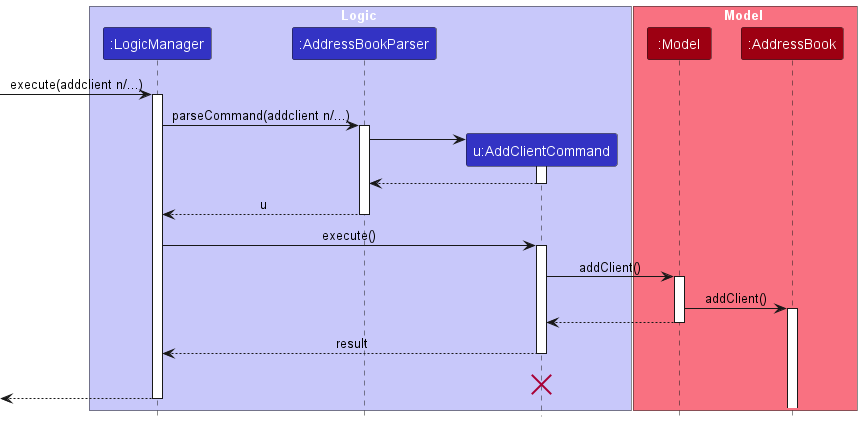 Logic
Model
:LogicManager
:AddressBookParser
:Model
:AddressBook
execute(addclient n/...)
parseCommand(addclient n/...)
u:AddClientCommand
u
execute()
addClient()
addClient()
result